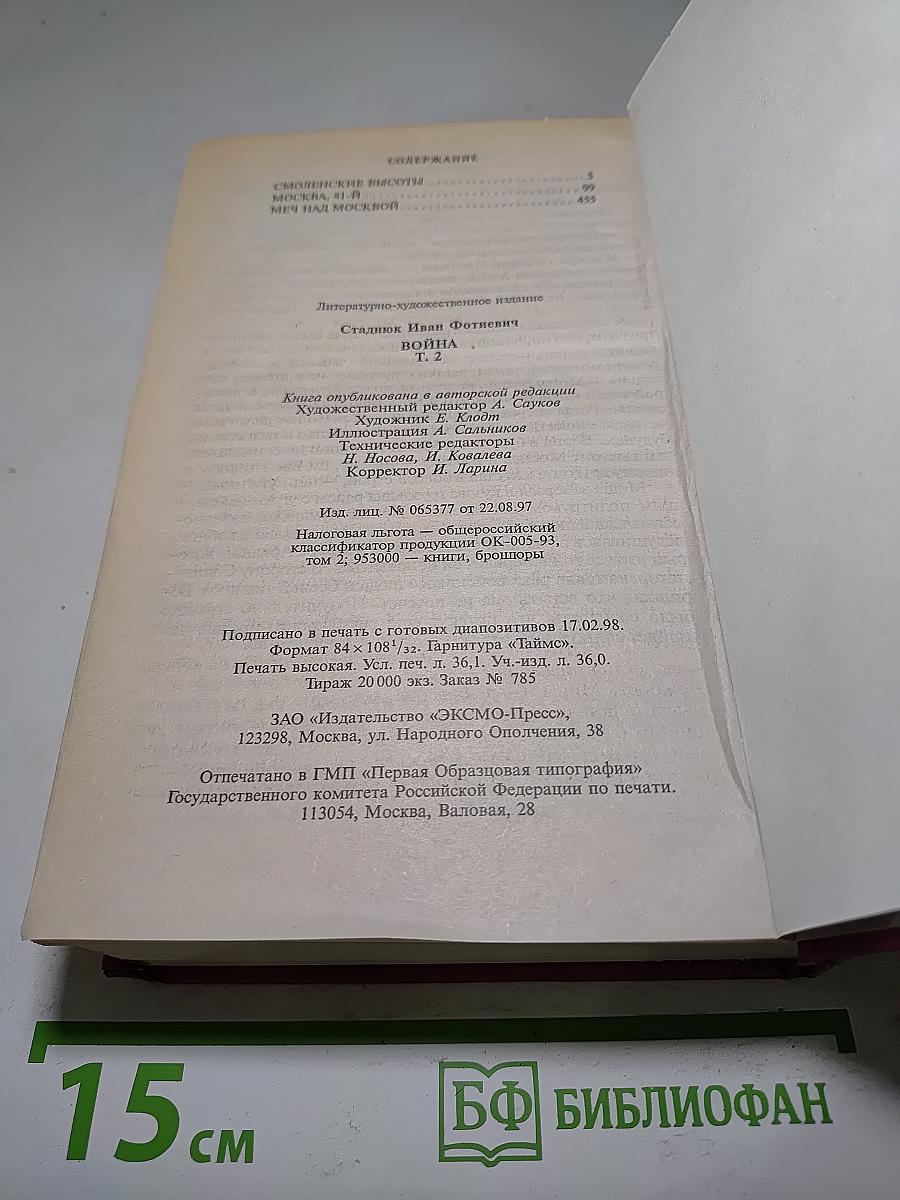 СОДЕРЖАНИЕ
СМОЛЕНСКИЕ ВЫСОТЫ 5
МОСКВА, 41-Й 99
МЕЧ НАД МОСКВОЙ 455
Литературно-художественное издание
Стаднюк Иван Фотиевич
ВОЙНА
Т. 2
Книга опубликована в авторской редакции
Художественный редактор А. Сауков
Художник Е. Клодт
Иллюстрация А. Сальников
Технические редакторы
Н. Носова, И. Ковалева
Корректор И. Ларина
Изд. лиц. № 065377 от 22.08.97
Налоговая льгота — общероссийский
классификатор продукции ОК-005-93,
том 2; 953000 — книги, брошюры
Подписано в печать с готовых диапозитивов 17.02.98.
Формат 84×108 1/32. Гарнитура «Таймс».
Печать высокая. Усл. печ. л. 36,1. Уч.-изд. л. 36,0.
Тираж 20 000 экз. Заказ № 785
ЗАО «Издательство «ЭКСМО-Пресс»,
123298, Москва, ул. Народного Ополчения, 38
Отпечатано в ГМП «Первая Образцовая типография»
Государственного комитета Российской Федерации по печати.
113054, Москва, Валовая, 28
15 см
БФ БИБЛИОФАН